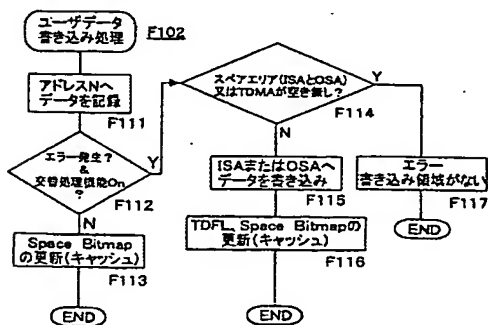 ユーザデータ
書き込み処理
F102
アドレスNへ
データを記録
F111
エラー発生?
&
交替処理機能On
?
F112
Y
N
Space Bitmap
の更新(キャッシュ)
F113
END
スペアエリア(ISAとOSA)
又はTDMAが空き無し?
F114
Y
N
ISAまたはOSAへ
データを書き込み
F115
TDFL、Space Bitmapの
更新(キャッシュ)
F116
END
エラー
書き込み領域がない
F117
END